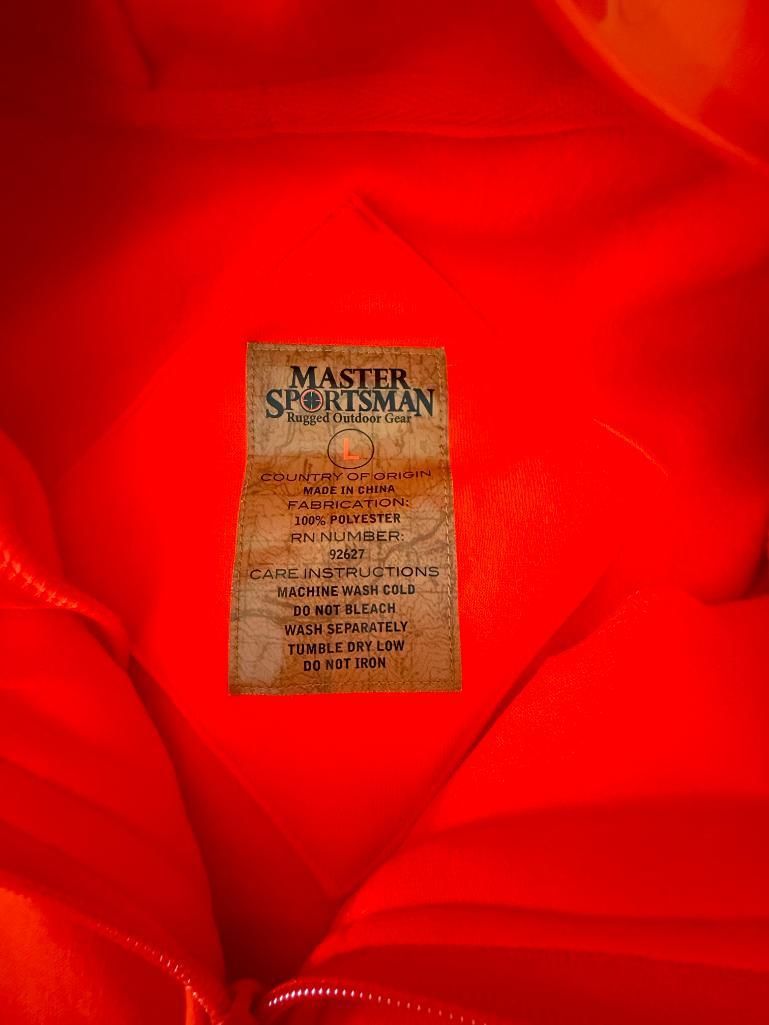 MASTER
SPORTSMAN
Rugged Outdoor Gear
L
COUNTRY OF ORIGIN
MADE IN CHINA
FABRICATION:
100% POLYESTER
RN NUMBER:
92627
CARE INSTRUCTIONS
MACHINE WASH COLD
DO NOT BLEACH
WASH SEPARATELY
TUMBLE DRY LOW
DO NOT IRON